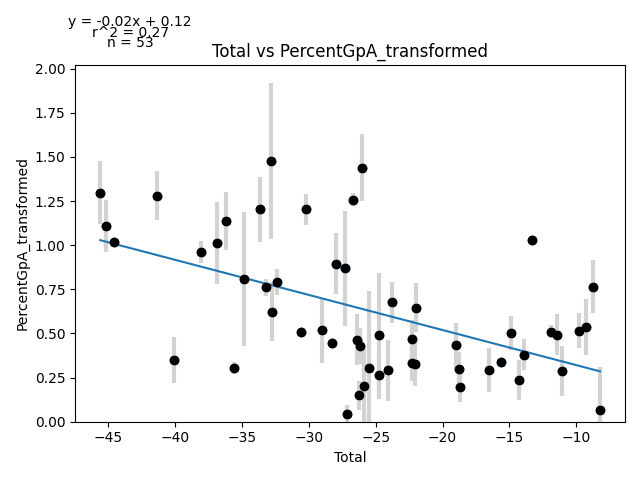 y = -0.02x + 0.12
r^2 = 0.27
n = 53
Total vs PercentGpA_transformed
2.00
1.75
1.50
1.25
1.00
0.75
0.50
0.25
0.00
PercentGpA_transformed
−45 −40 −35 −30 −25 −20 −15 −10
Total